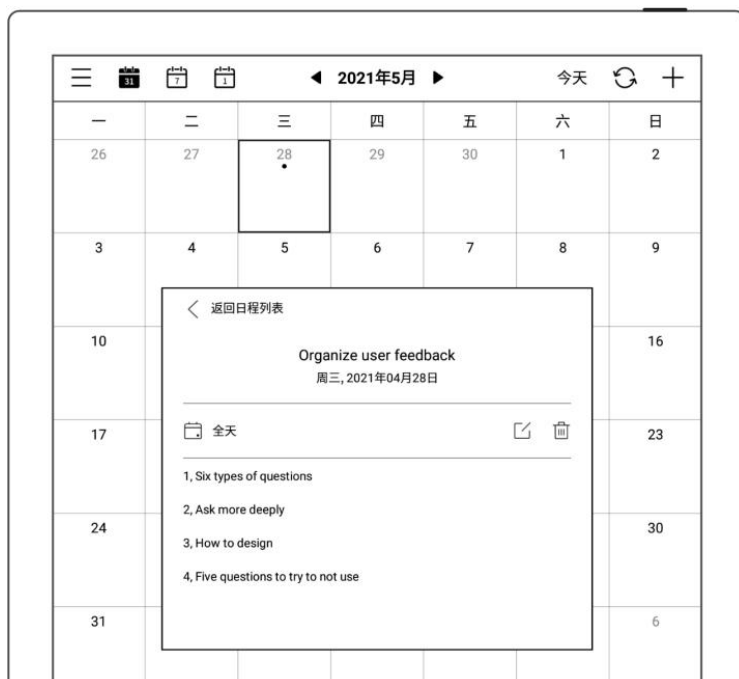 31 7 1 2021年5月 今天
一 二 三 四 五 六 日
26 27 28 29 30 1 2
3 4 5 6 7 8 9
返回日程列表
10 16
Organize user feedback
周三, 2021年04月28日
全天
17 23
1, Six types of questions
2, Ask more deeply
24 30
3, How to design
4, Five questions to try to not use
31 6